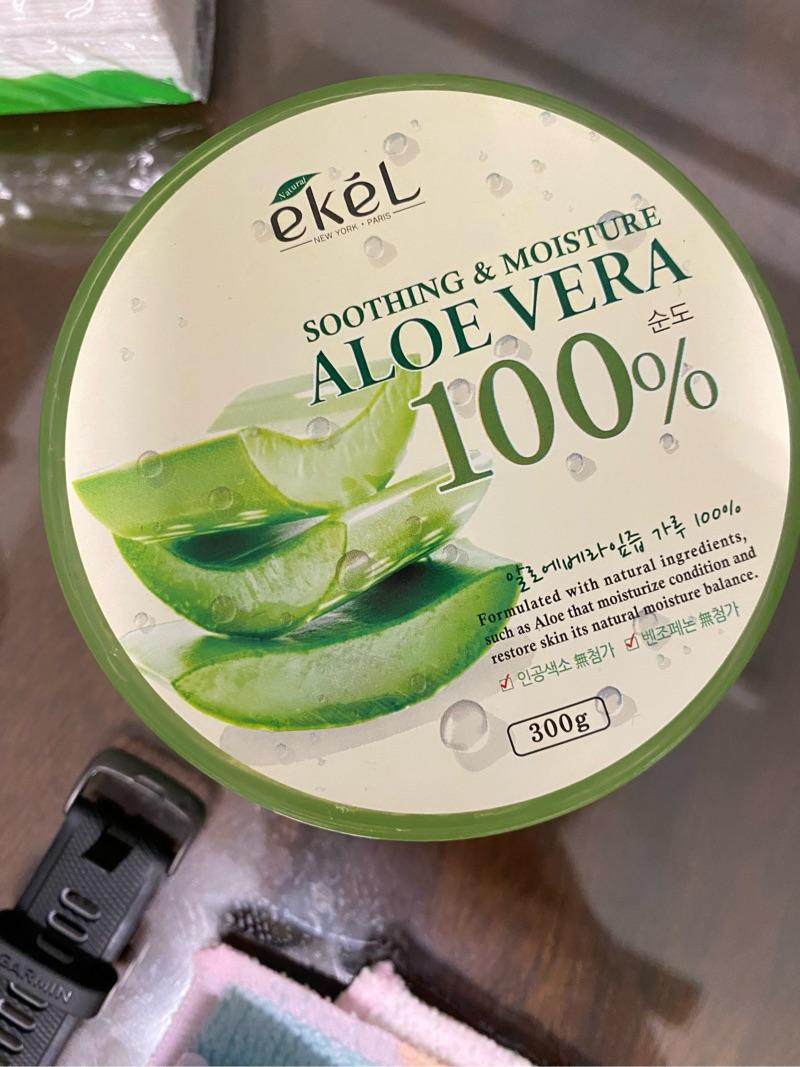 Natural
ekéL
NEW YORK • PARIS
SOOTHING & MOISTURE
ALOE VERA
순도
100%
알로에베라잎즙 가루 100%
Formulated with natural ingredients,
such as Aloe that moisturize condition and
restore skin its natural moisture balance.
인공색소 無첨가 벤조페논 無첨가
300g
GARMIN